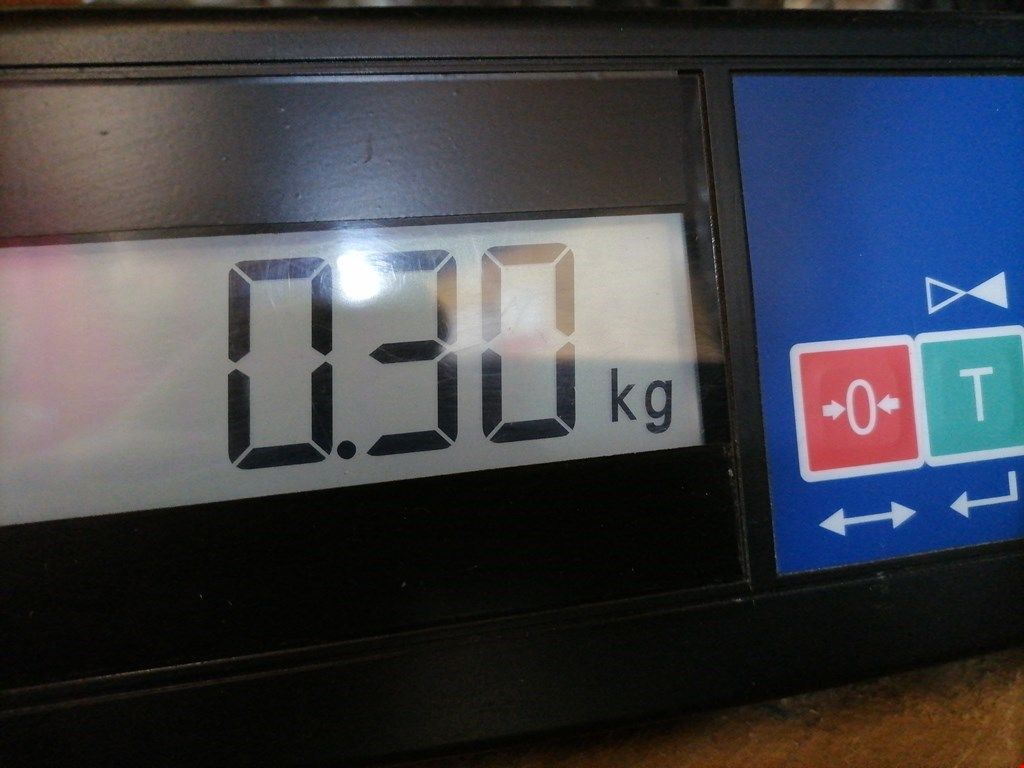 0.30 kg
→0← T